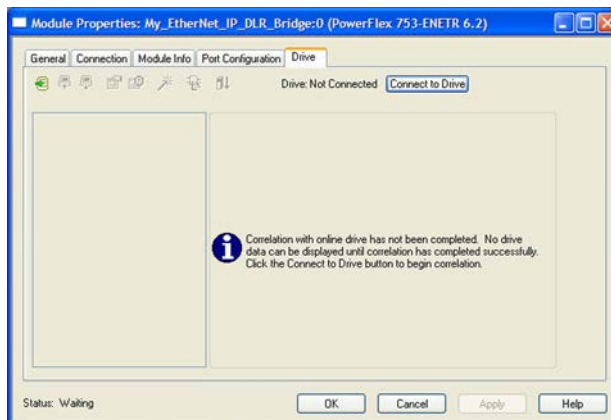 Module Properties: My_EtherNet_IP_DLR_Bridge:0 (PowerFlex 753-ENETR 6.2)
General Connection Module Info Port Configuration Drive
Drive: Not Connected Connect to Drive
Correlation with online drive has not been completed. No drive
data can be displayed until correlation has completed successfully.
Click the Connect to Drive button to begin correlation.
Status: Waiting OK Cancel Apply Help